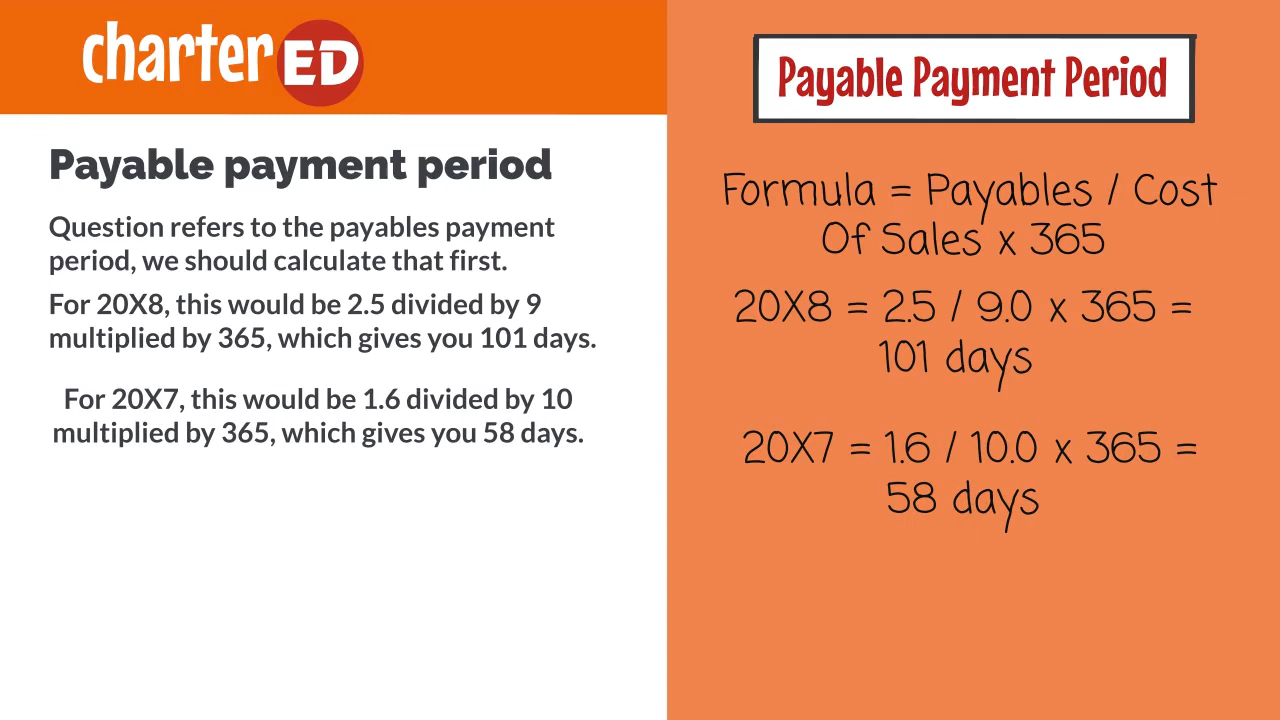 charterED
Payable payment period
Question refers to the payables payment
period, we should calculate that first.
For 20X8, this would be 2.5 divided by 9
multiplied by 365, which gives you 101 days.
For 20X7, this would be 1.6 divided by 10
multiplied by 365, which gives you 58 days.
Payable Payment Period
Formula = Payables / Cost
Of Sales x 365
20X8 = 2.5 / 9.0 x 365 =
101 days
20X7 = 1.6 / 10.0 x 365 =
58 days